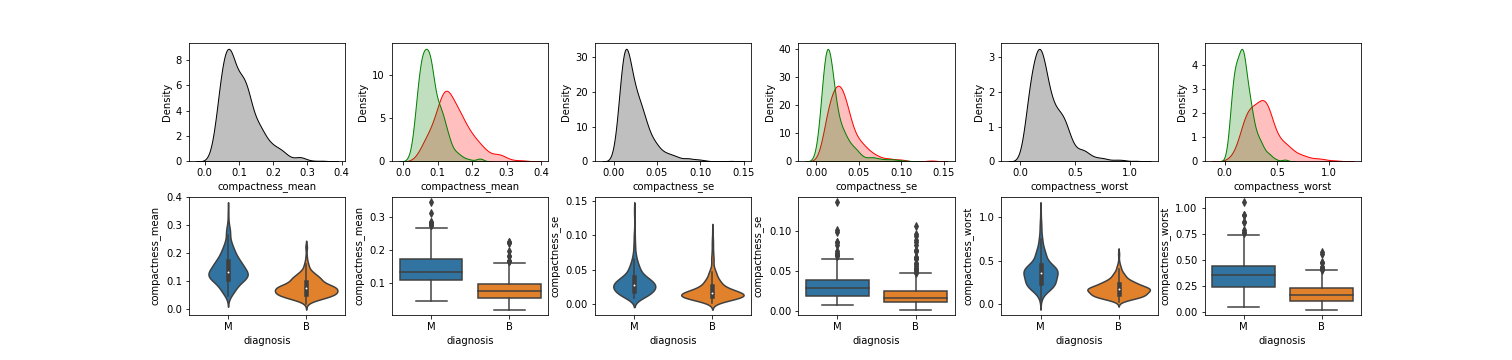 Density
8
6
4
2
0
0.0 0.1 0.2 0.3 0.4
compactness_mean
Density
10
5
0
0.0 0.1 0.2 0.3 0.4
compactness_mean
Density
30
20
10
0
0.00 0.05 0.10 0.15
compactness_se
Density
40
30
20
10
0
0.00 0.05 0.10 0.15
compactness_se
Density
3
2
1
0
0.0 0.5 1.0
compactness_worst
Density
4
2
0
0.0 0.5 1.0
compactness_worst
compactness_mean
0.4
0.3
0.2
0.1
0.0
M B
diagnosis
compactness_mean
0.3
0.2
0.1
M B
diagnosis
compactness_se
0.15
0.10
0.05
0.00
M B
diagnosis
compactness_se
0.10
0.05
0.00
M B
diagnosis
compactness_worst
1.0
0.5
0.0
M B
diagnosis
compactness_worst
1.00
0.75
0.50
0.25
0.00
M B
diagnosis